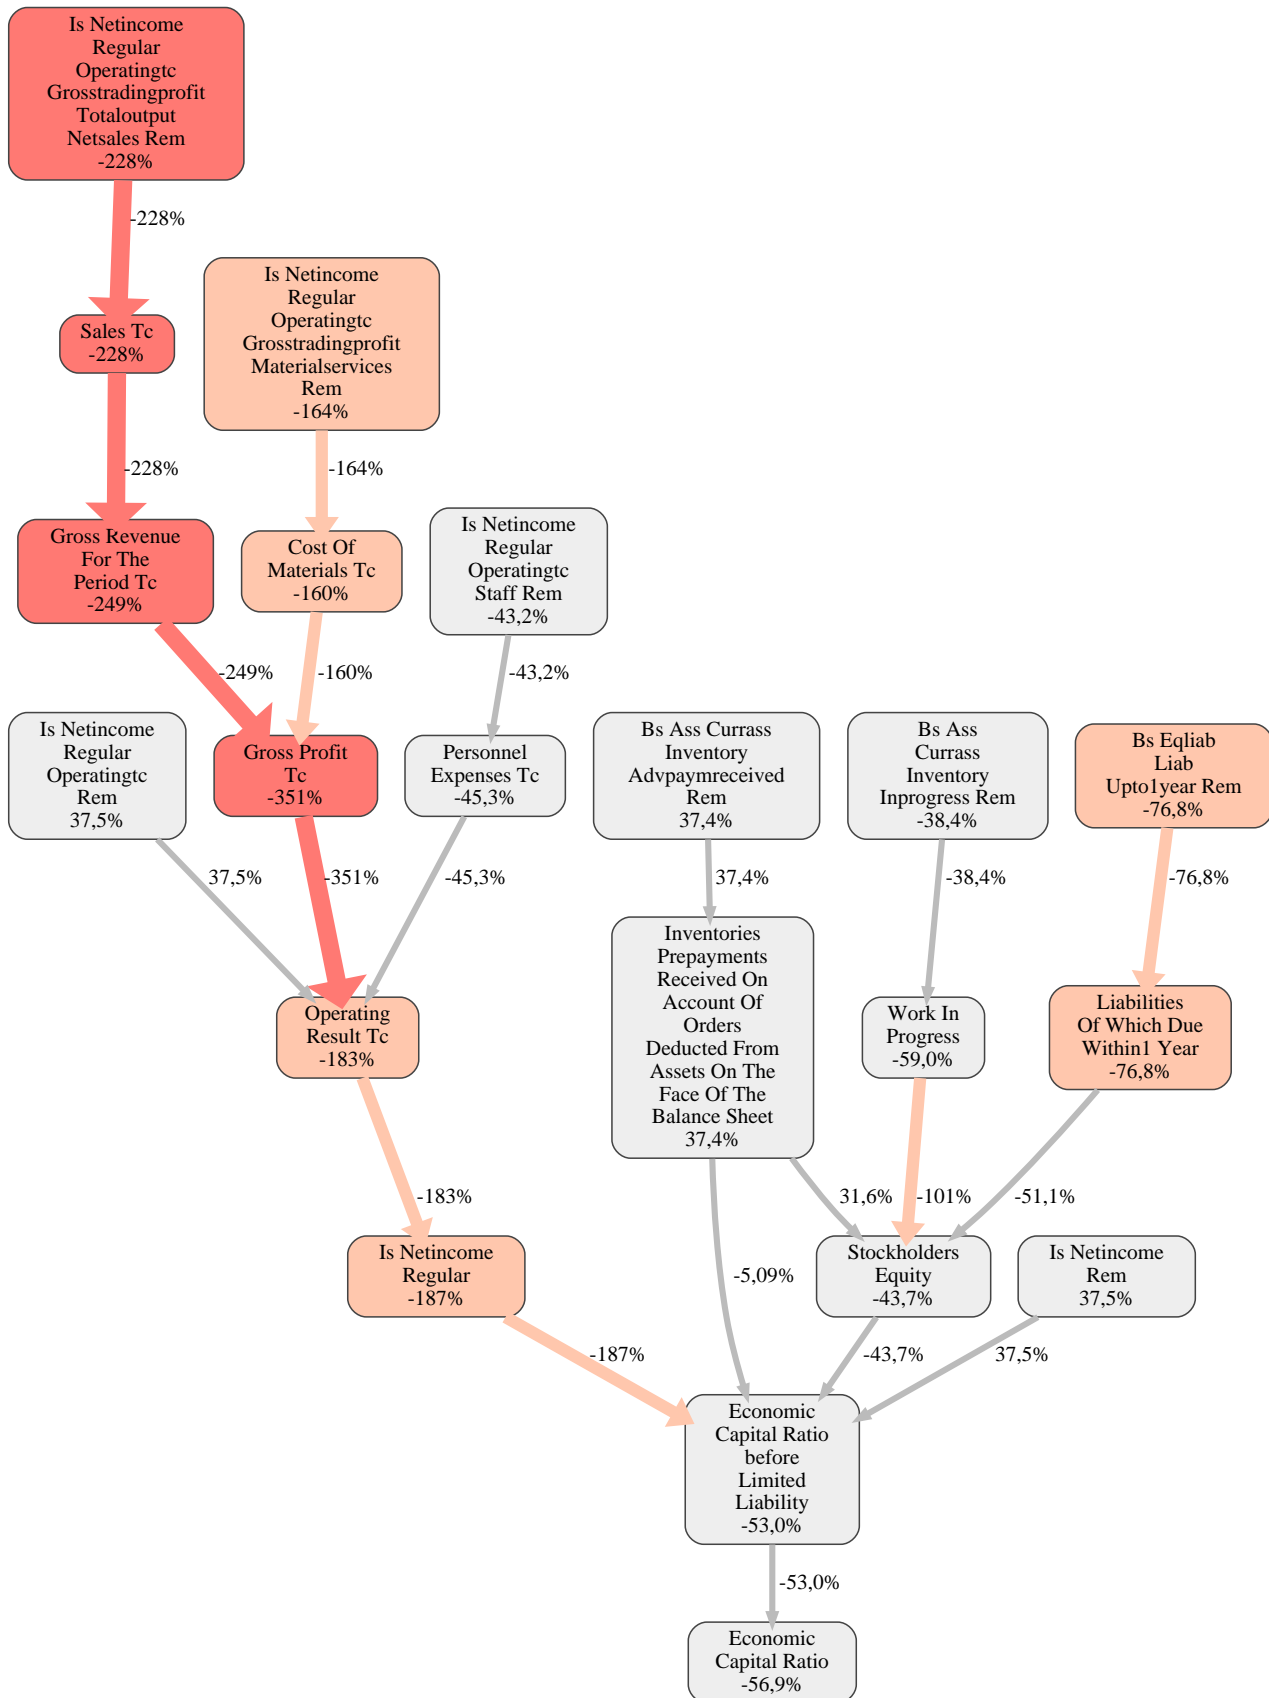 Is Netincome
Regular
Operatingtc
Grosstradingprofit
Totaloutput
Netsales Rem
-228%
-228%
Sales Tc
-228%
Is Netincome
Regular
Operatingtc
Grosstradingprofit
Materialservices
Rem
-164%
-228%
-164%
Gross Revenue
For The
Period Tc
-249%
Cost Of
Materials Tc
-160%
Is Netincome
Regular
Operatingtc
Staff Rem
-43,2%
-249%
-160%
-43,2%
Is Netincome
Regular
Operatingtc
Rem
37,5%
Gross Profit
Tc
-351%
Personnel
Expenses Tc
-45,3%
Bs Ass Currass
Inventory
Advpaymreceived
Rem
37,4%
Bs Ass
Currass
Inventory
Inprogress Rem
-38,4%
Bs Eqliab
Liab
Upto1year Rem
-76,8%
37,5%
-351%
-45,3%
37,4%
-38,4%
-76,8%
Operating
Result Tc
-183%
Inventories
Prepayments
Received On
Account Of
Orders
Deducted From
Assets On The
Face Of The
Balance Sheet
37,4%
Work In
Progress
-59,0%
Liabilities
Of Which Due
Within1 Year
-76,8%
-183%
31,6%
-101%
-51,1%
Is Netincome
Regular
-187%
-5,09%
Stockholders
Equity
-43,7%
Is Netincome
Rem
37,5%
-187%
-43,7%
37,5%
Economic
Capital Ratio
before
Limited
Liability
-53,0%
-53,0%
Economic
Capital Ratio
-56,9%